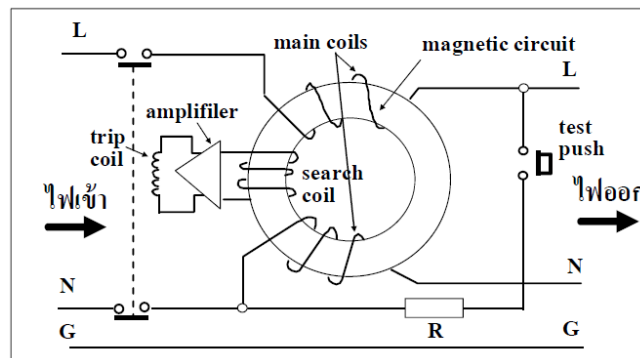 main coils
magnetic circuit
L
L
amplifiler
trip
coil
search
coil
test
push
ไฟเข้า
ไฟออก
N
N
G
R
G